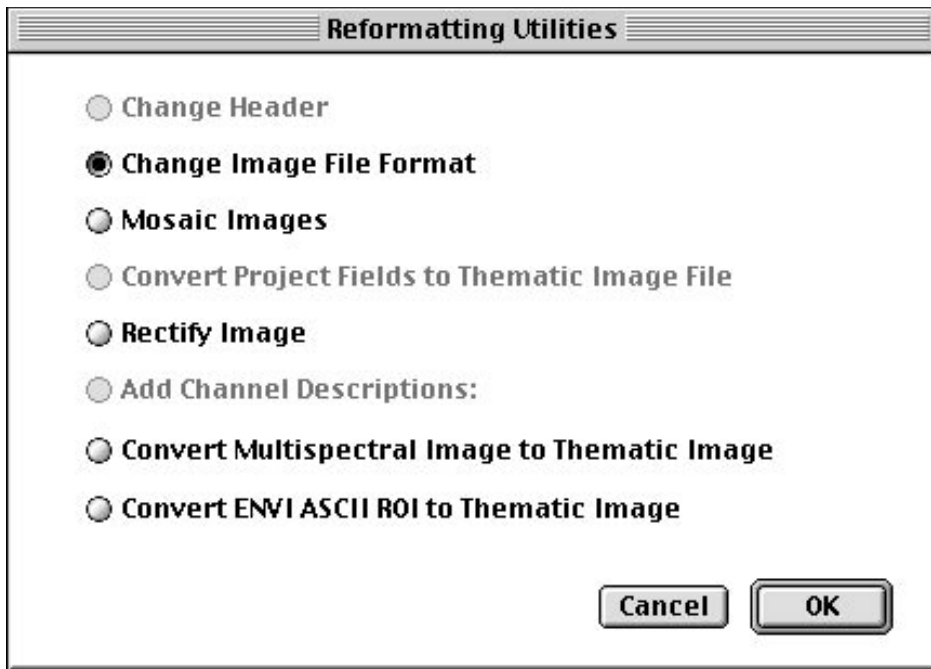 Reformatting Utilities
Change Header
Change Image File Format
Mosaic Images
Convert Project Fields to Thematic Image File
Rectify Image
Add Channel Descriptions:
Convert Multispectral Image to Thematic Image
Convert ENVI ASCII ROI to Thematic Image
Cancel OK